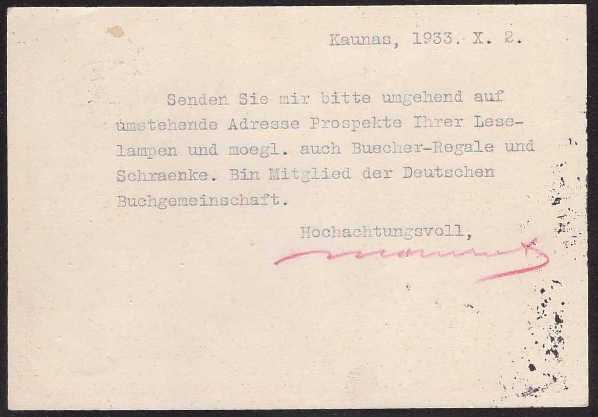 Kaunas, 1933. X. 2.
Senden Sie mir bitte umgehend auf
umstehende Adresse Prospekte Ihrer Lese-
lampen und moegl. auch Buecher-Regale und
Schraenke. Bin Mitglied der Deutschen
Buchgemeinschaft.
Hochachtungsvoll,